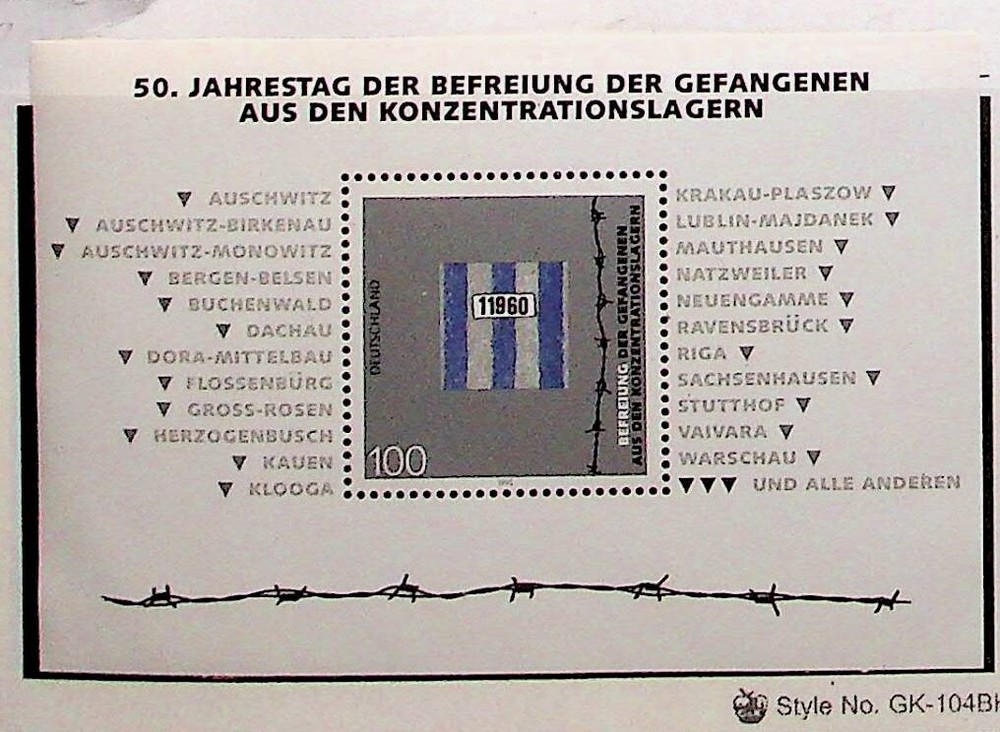 50. JAHRESTAG DER BEFREIUNG DER GEFANGENEN
AUS DEN KONZENTRATIONSLAGERN
AUSCHWITZ
AUSCHWITZ-BIRKENAU
AUSCHWITZ-MONOWITZ
BERGEN-BELSEN
BUCHENWALD
DACHAU
DORA-MITTELBAU
FLOSSENBÜRG
GROSS-ROSEN
HERZOGENBUSCH
KAUEN
KLOOGA
DEUTSCHLAND
11960
100
BEFREIUNG DER GEFANGENEN
AUS DEN KONZENTRATIONSLAGERN
KRAKAU-PLASZOW
LUBLIN-MAJDANEK
MAUTHAUSEN
NATZWEILER
NEUENGAMME
RAVENSBRÜCK
RIGA
SACHSENHAUSEN
STUTTHOF
VAIVARA
WARSCHAU
UND ALLE ANDEREN
Style No. GK-104B